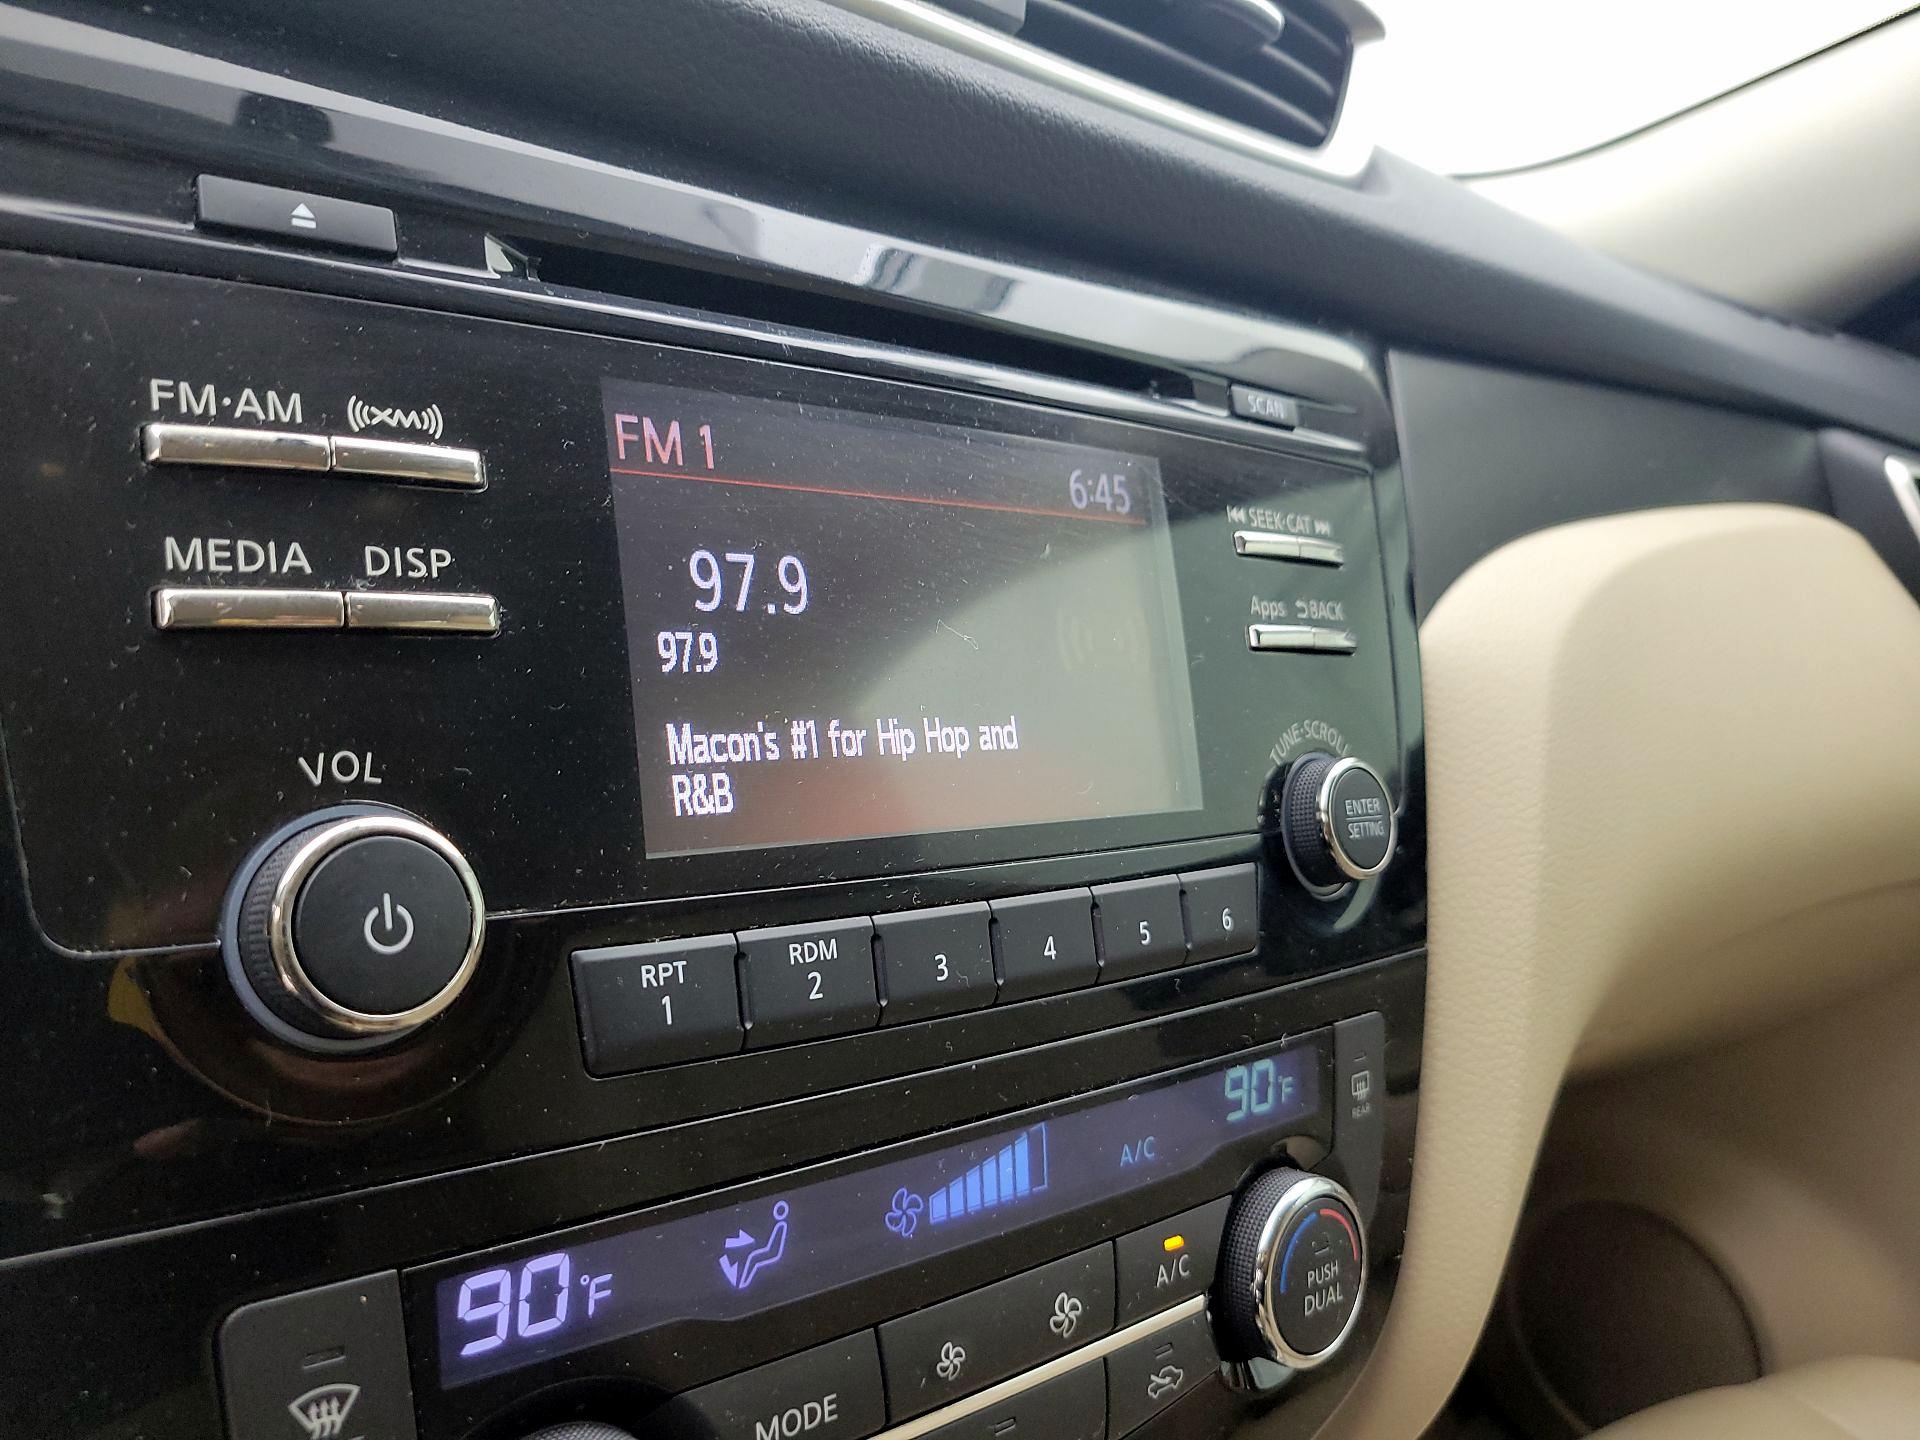 SCAN
FM·AM XM
FM 1
6:45
SEEK·CAT
MEDIA DISP
97.9
97.9
Apps BACK
Macon's #1 for Hip Hop and
R&B
VOL
TUNE·SCROLL
ENTER
SETTING
RPT
1
RDM
2
3
4
5
6
90°F
REAR
A/C
90°F
A/C
PUSH
DUAL
MODE